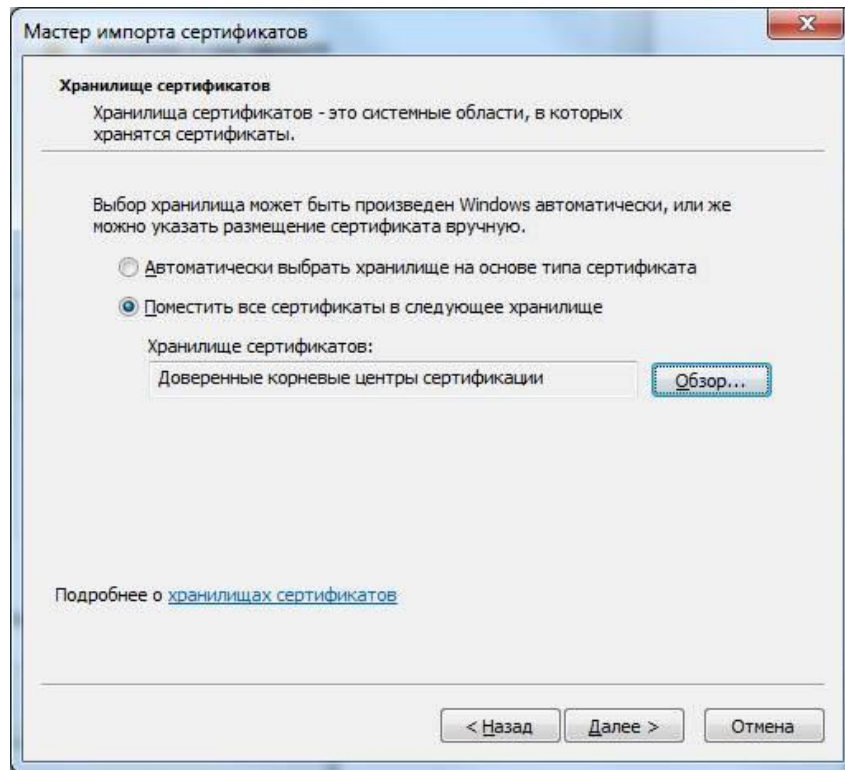 Мастер импорта сертификатов
Хранилище сертификатов
Хранилища сертификатов - это системные области, в которых
хранятся сертификаты.
Выбор хранилища может быть произведен Windows автоматически, или же
можно указать размещение сертификата вручную.
Автоматически выбрать хранилище на основе типа сертификата
Поместить все сертификаты в следующее хранилище
Хранилище сертификатов:
Доверенные корневые центры сертификации
Обзор...
Подробнее о хранилищах сертификатов
< Назад
Далее >
Отмена